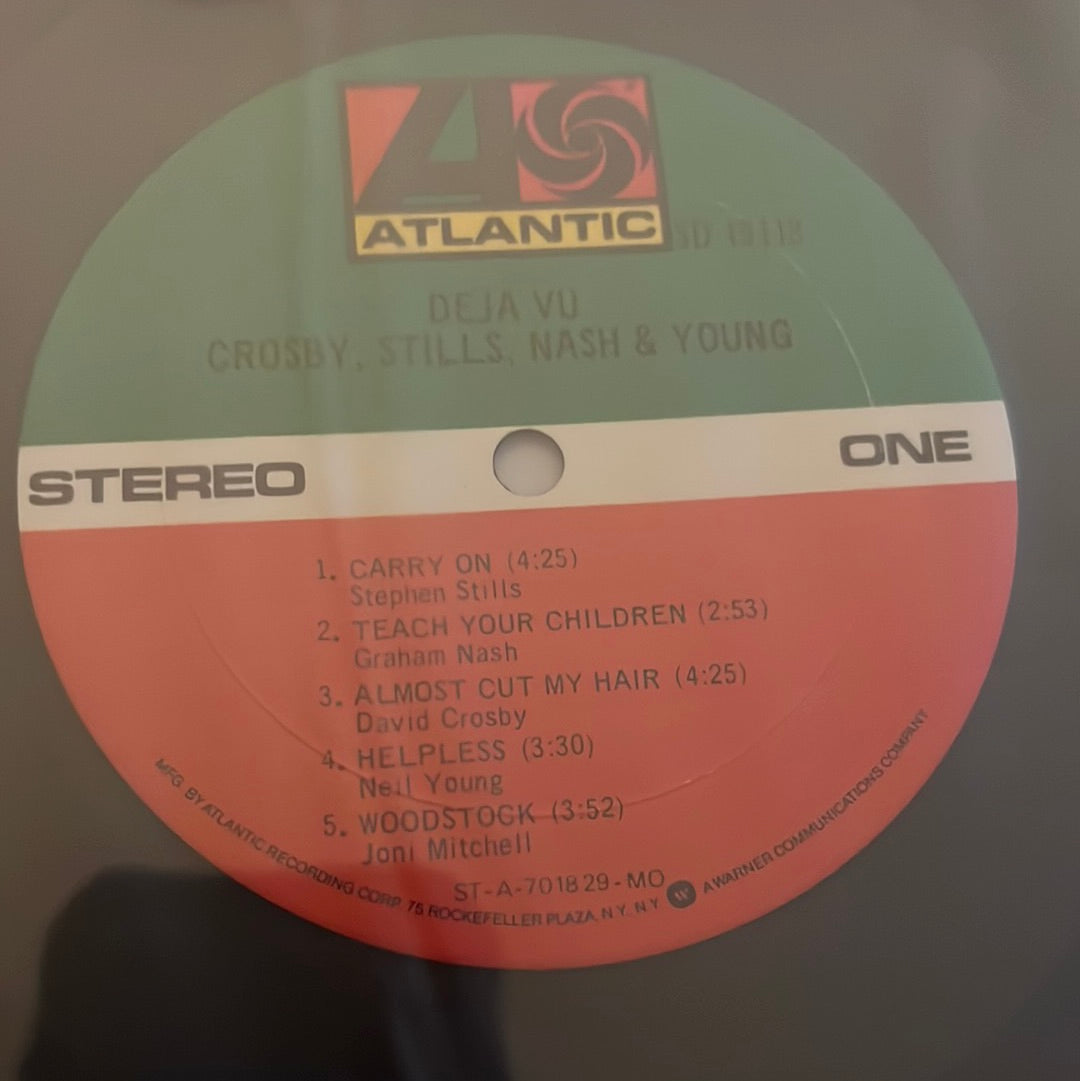 ATLANTIC
SD 19118
DEJA VU
CROSBY, STILLS, NASH & YOUNG
STEREO
ONE
1. CARRY ON (4:25)
Stephen Stills
2. TEACH YOUR CHILDREN (2:53)
Graham Nash
3. ALMOST CUT MY HAIR (4:25)
David Crosby
4. HELPLESS (3:30)
Neil Young
5. WOODSTOCK (3:52)
Joni Mitchell
ST-A-701829-MO
MFG. BY ATLANTIC RECORDING CORP. 75 ROCKEFELLER PLAZA, N.Y. N.Y. A WARNER COMMUNICATIONS COMPANY